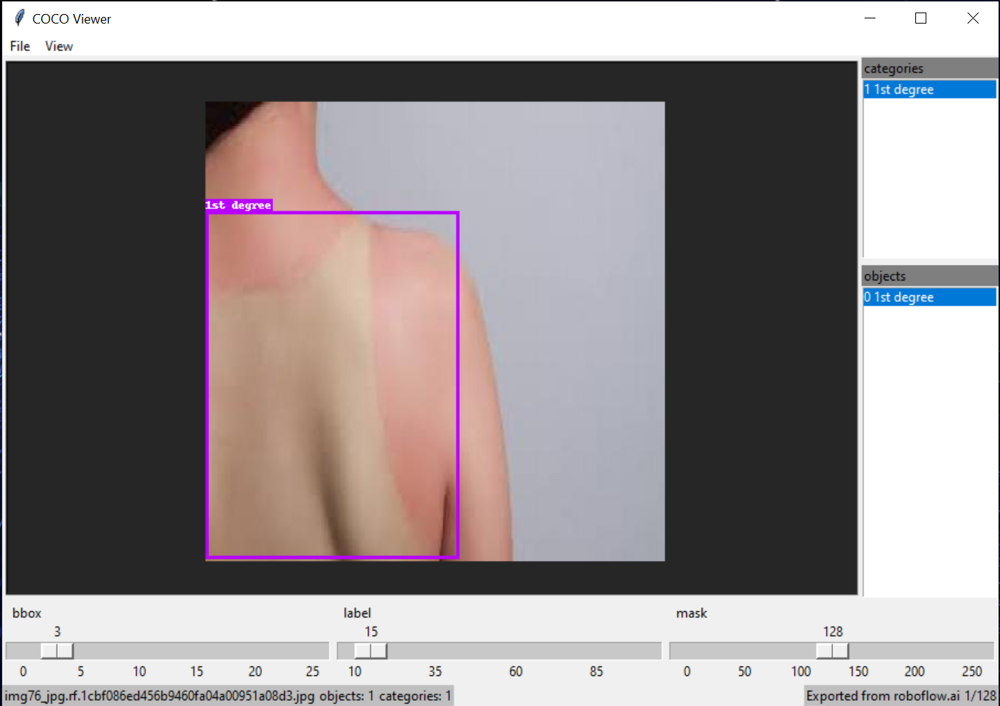 COCO Viewer
File View
categories
1 1st degree
1st degree
objects
0 1st degree
bbox
label
mask
3
15
128
0 5 10 15 20 25
10 35 60 85
0 50 100 150 200 250
img76_jpg.rf.1cbf086ed456b9460fa04a00951a08d3.jpg objects: 1 categories: 1
Exported from roboflow.ai 1/128